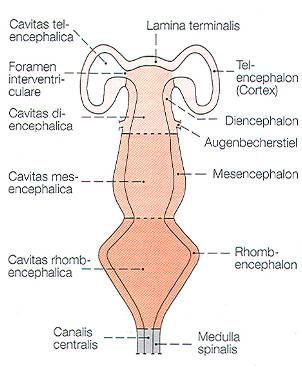 Cavitas tel-
encephalica
Lamina terminalis
Foramen
interventri-
culare
Tel-
encephalon
(Cortex)
Cavitas di-
encephalica
Diencephalon
Augenbecherstiel
Cavitas mes-
encephalica
Mesencephalon
Cavitas rhomb-
encephalica
Rhomb-
encephalon
Canalis
centralis
Medulla
spinalis